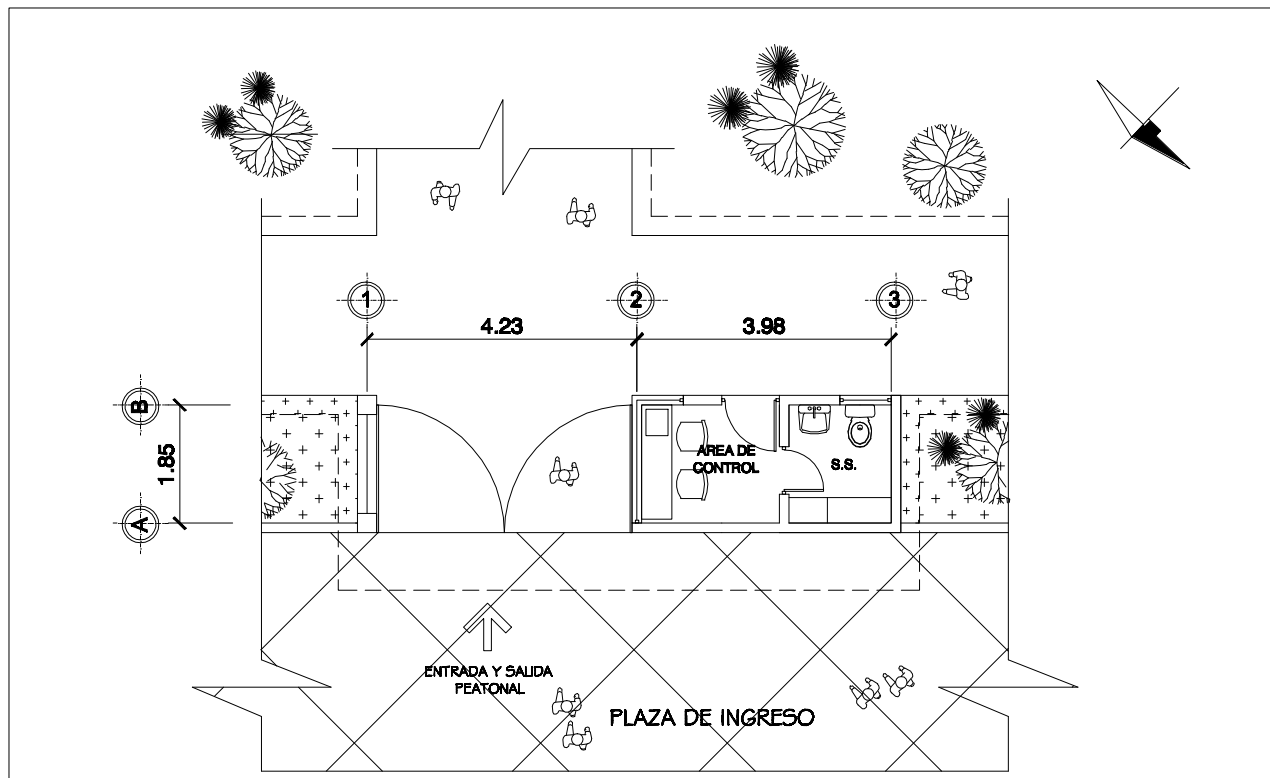 1
2
3
4.23
3.98
B
1.85
A
AREA DE
CONTROL
S.S.
ENTRADA Y SALIDA
PEATONAL
PLAZA DE INGRESO